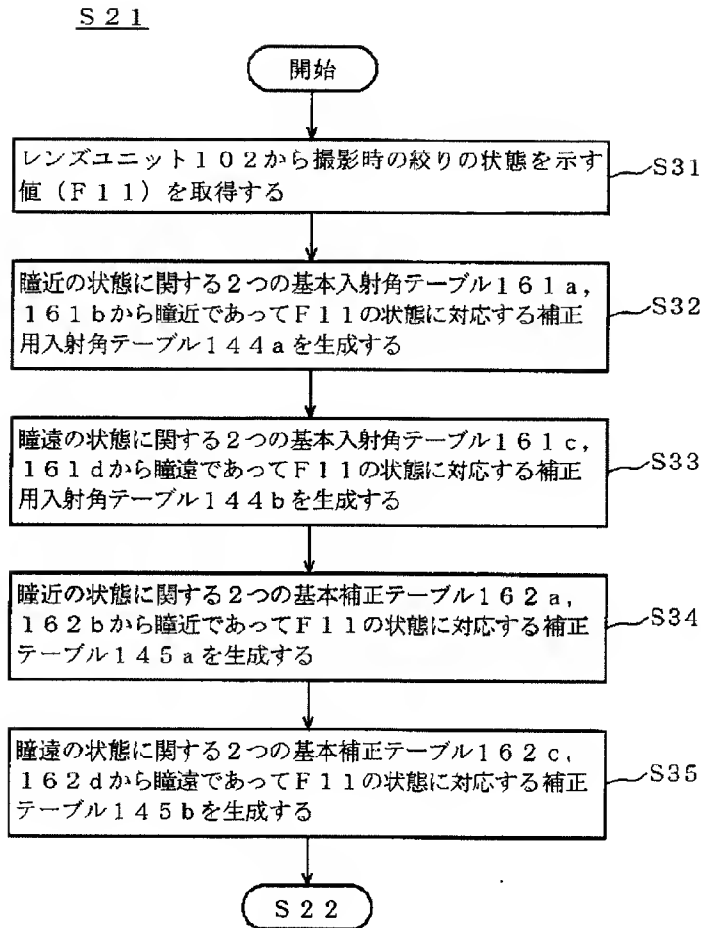 S21
開始
レンズユニット102から撮影時の絞りの状態を示す
値（F11）を取得する
S31
瞳近の状態に関する2つの基本入射角テーブル161a，
161bから瞳近であってF11の状態に対応する補正
用入射角テーブル144aを生成する
S32
瞳遠の状態に関する2つの基本入射角テーブル161c，
161dから瞳遠であってF11の状態に対応する補正
用入射角テーブル144bを生成する
S33
瞳近の状態に関する2つの基本補正テーブル162a，
162bから瞳近であってF11の状態に対応する補正
テーブル145aを生成する
S34
瞳遠の状態に関する2つの基本補正テーブル162c，
162dから瞳遠であってF11の状態に対応する補正
テーブル145bを生成する
S35
S22